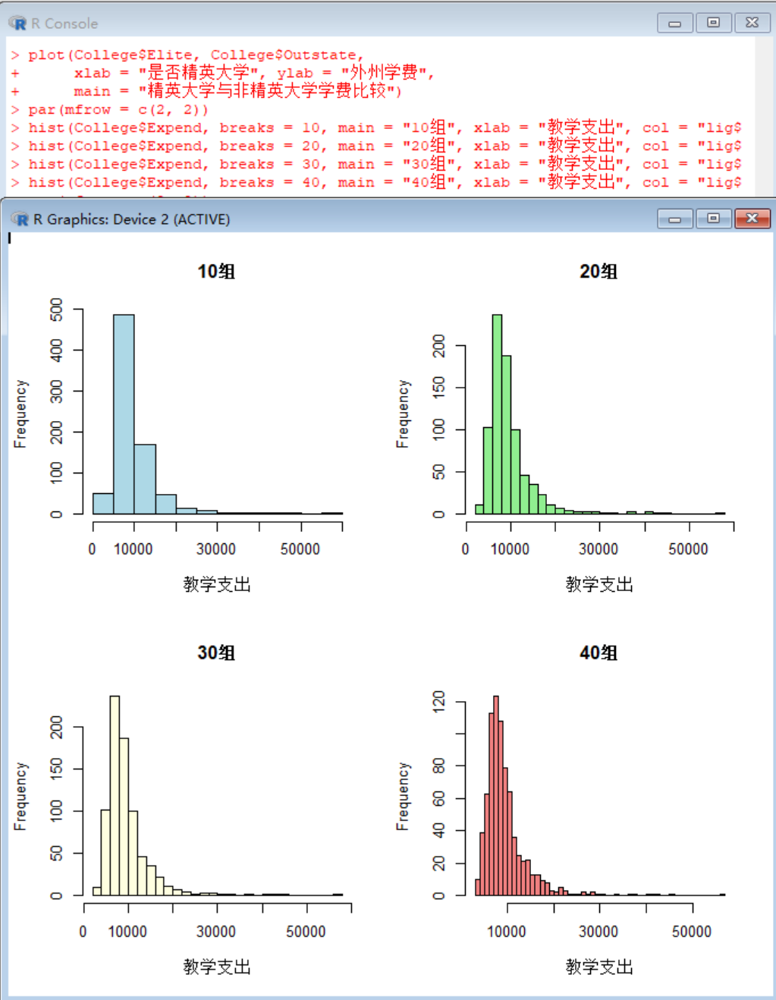 R Console
> plot(College$Elite, College$Outstate,
+      xlab = "是否精英大学", ylab = "外州学费",
+      main = "精英大学与非精英大学学费比较")
> par(mfrow = c(2, 2))
> hist(College$Expend, breaks = 10, main = "10组", xlab = "教学支出", col = "lig$
> hist(College$Expend, breaks = 20, main = "20组", xlab = "教学支出", col = "lig$
> hist(College$Expend, breaks = 30, main = "30组", xlab = "教学支出", col = "lig$
> hist(College$Expend, breaks = 40, main = "40组", xlab = "教学支出", col = "lig$
R Graphics: Device 2 (ACTIVE)
10组
500
400
300
200
100
0
Frequency
0 10000 30000 50000
教学支出
20组
200
150
100
50
0
Frequency
0 10000 30000 50000
教学支出
30组
200
150
100
50
0
Frequency
0 10000 30000 50000
教学支出
40组
120
80
60
40
20
0
Frequency
10000 30000 50000
教学支出